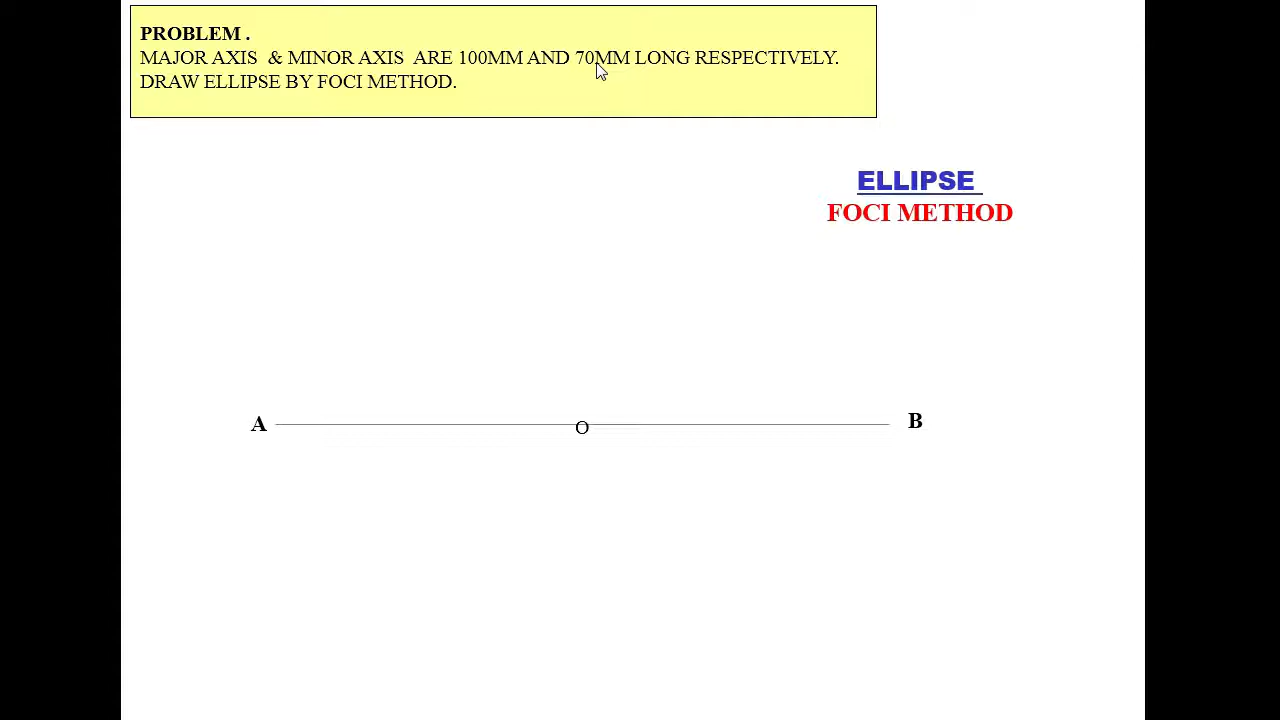 PROBLEM .
MAJOR AXIS & MINOR AXIS ARE 100MM AND 70MM LONG RESPECTIVELY.
DRAW ELLIPSE BY FOCI METHOD.
ELLIPSE
FOCI METHOD
A
O
B